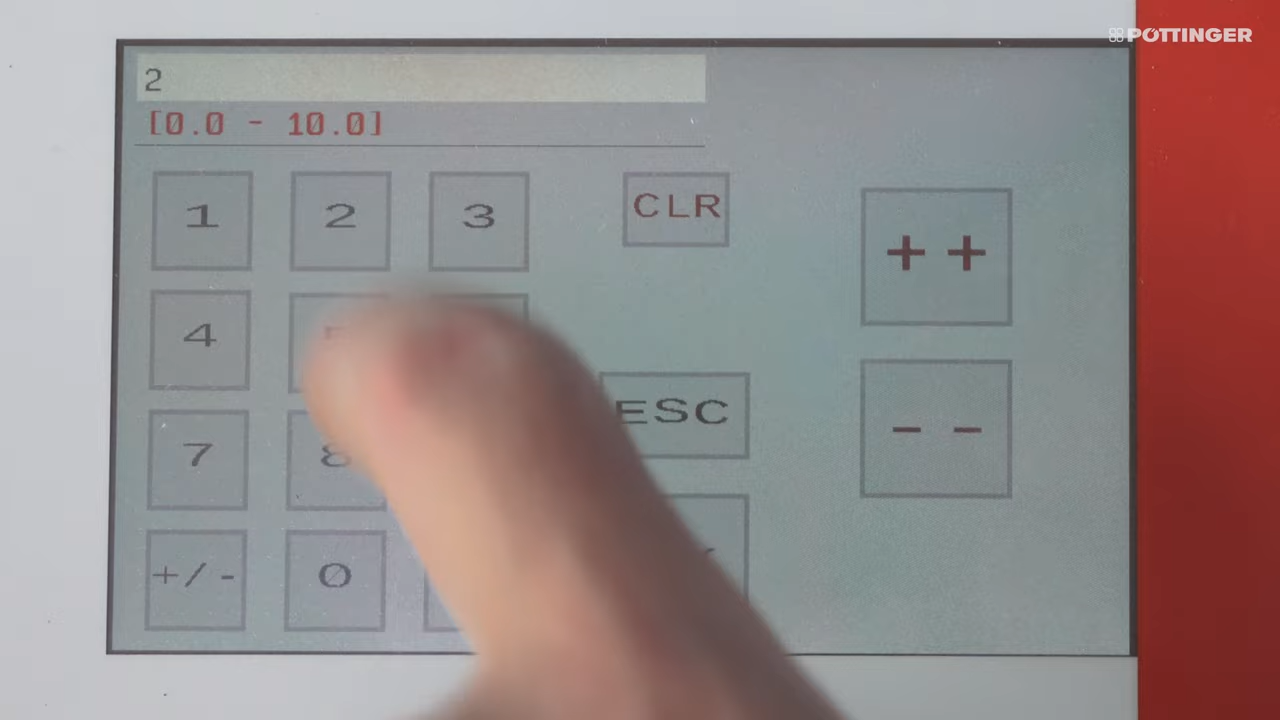 PÖTTINGER
2
[0.0 - 10.0]
1 2 3 CLR
++
4
ESC
7 8
--
+/- 0